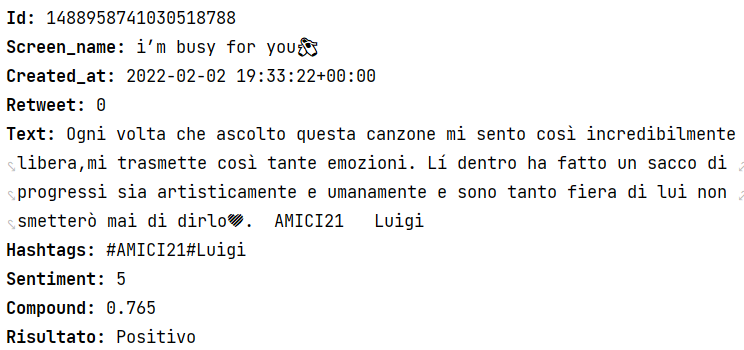 Id: 1488958741030518788
Screen_name: i’m busy for you👻
Created_at: 2022-02-02 19:33:22+00:00
Retweet: 0
Text: Ogni volta che ascolto questa canzone mi sento così incredibilmente
libera,mi trasmette così tante emozioni. Lí dentro ha fatto un sacco di
progressi sia artisticamente e umanamente e sono tanto fiera di lui non
smetterò mai di dirlo🤎.  AMICI21   Luigi
Hashtags: #AMICI21#Luigi
Sentiment: 5
Compound: 0.765
Risultato: Positivo